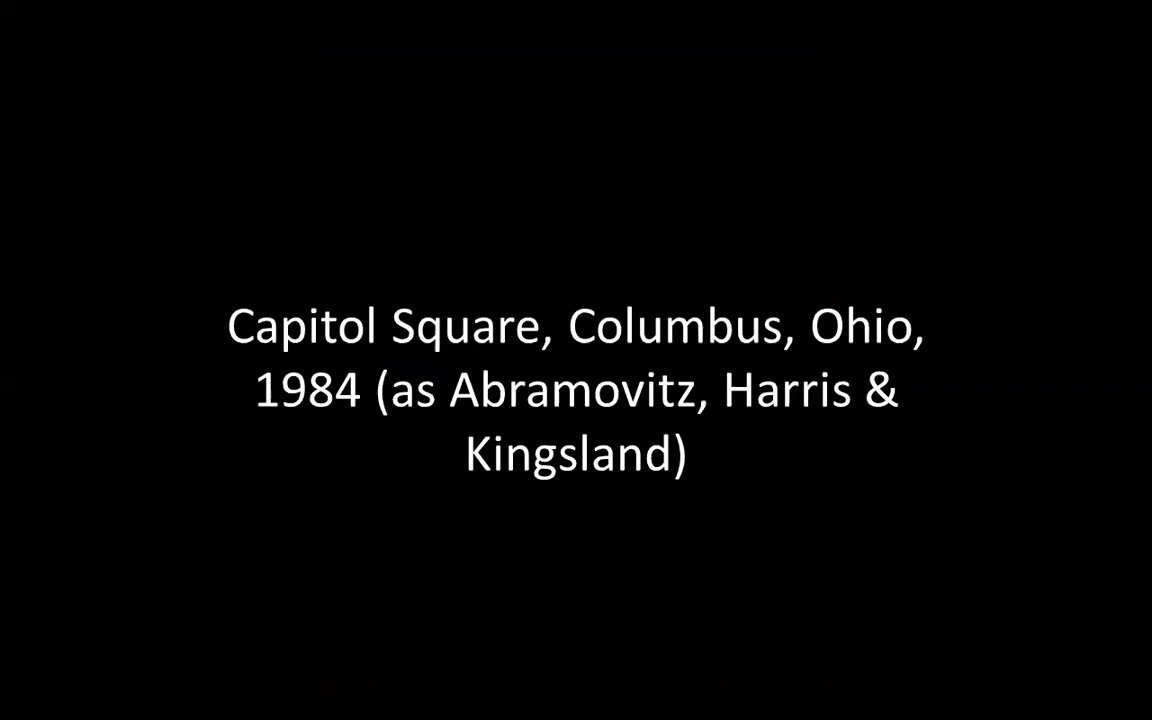 Capitol Square, Columbus, Ohio,
1984 (as Abramovitz, Harris &
Kingsland)